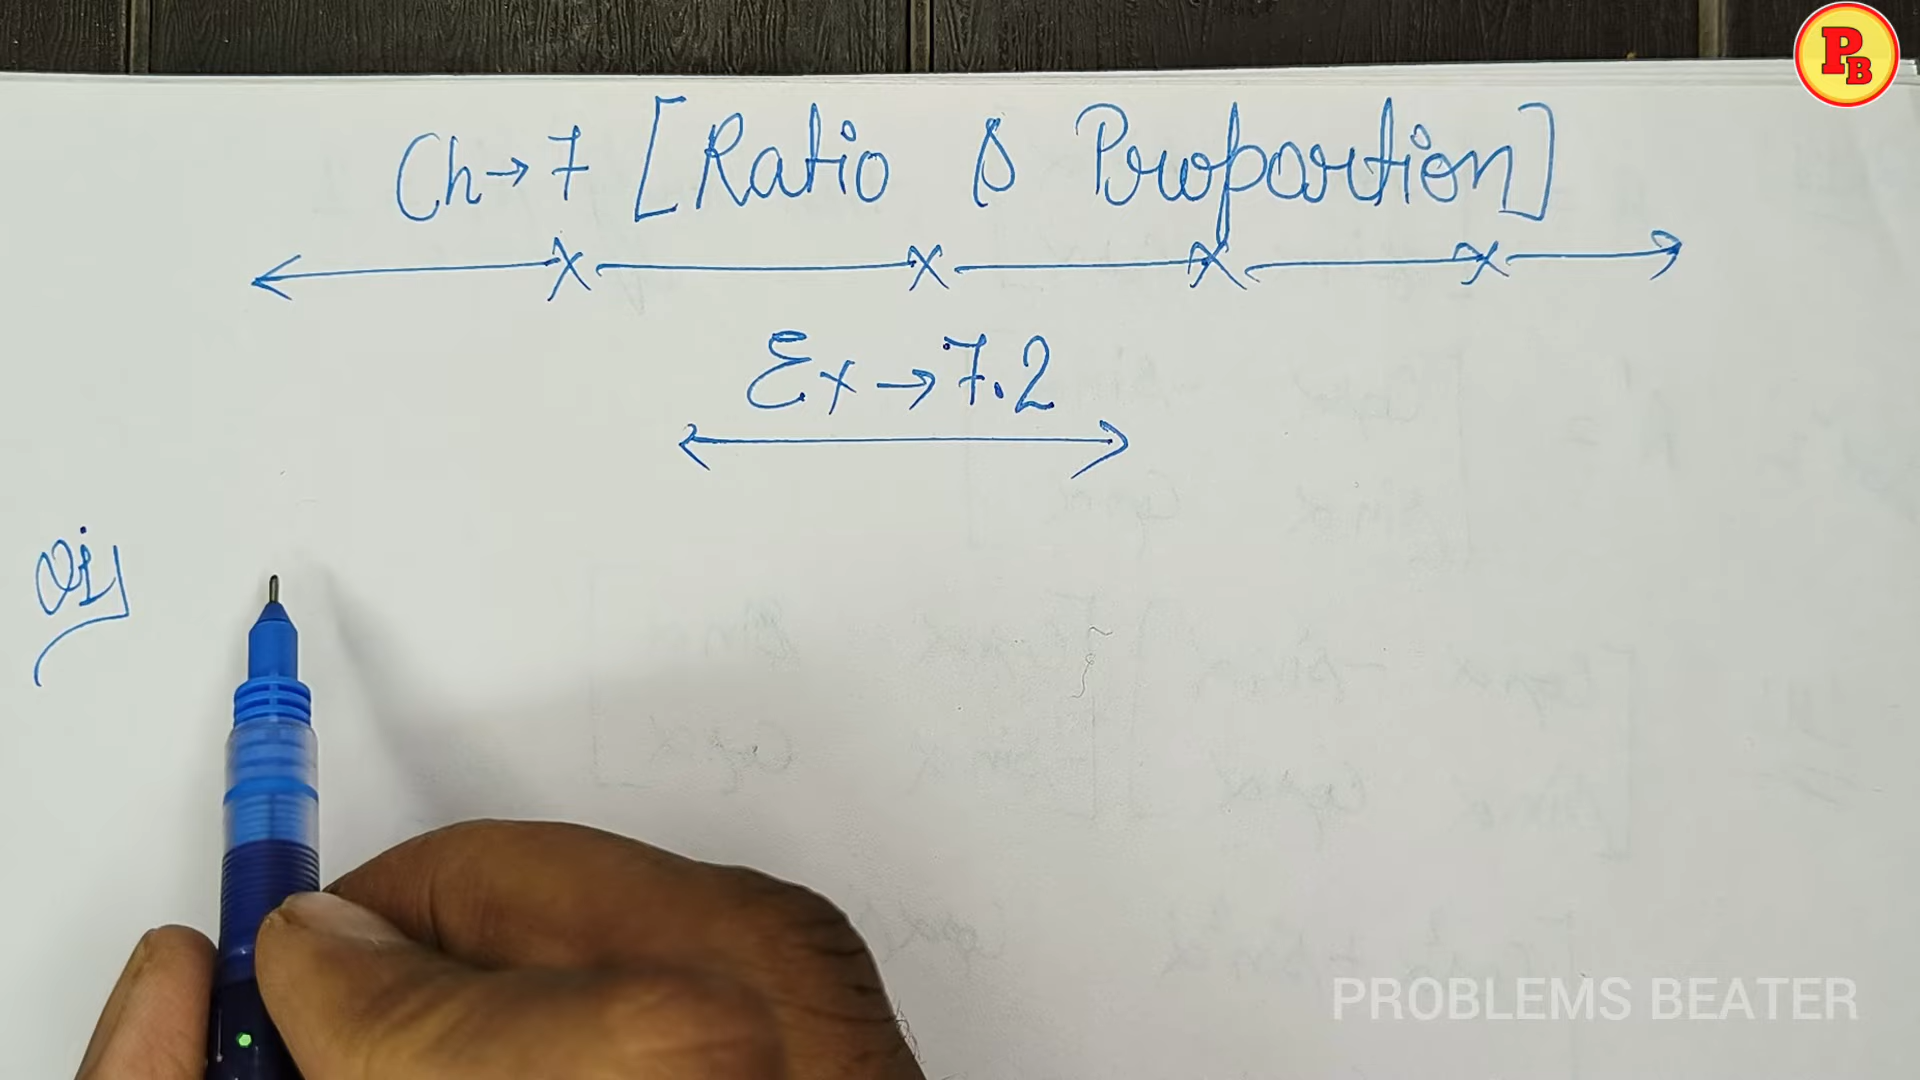 PB
Ch→7 [Ratio & Proportion]
Ex→7.2
Q1
PROBLEMS BEATER